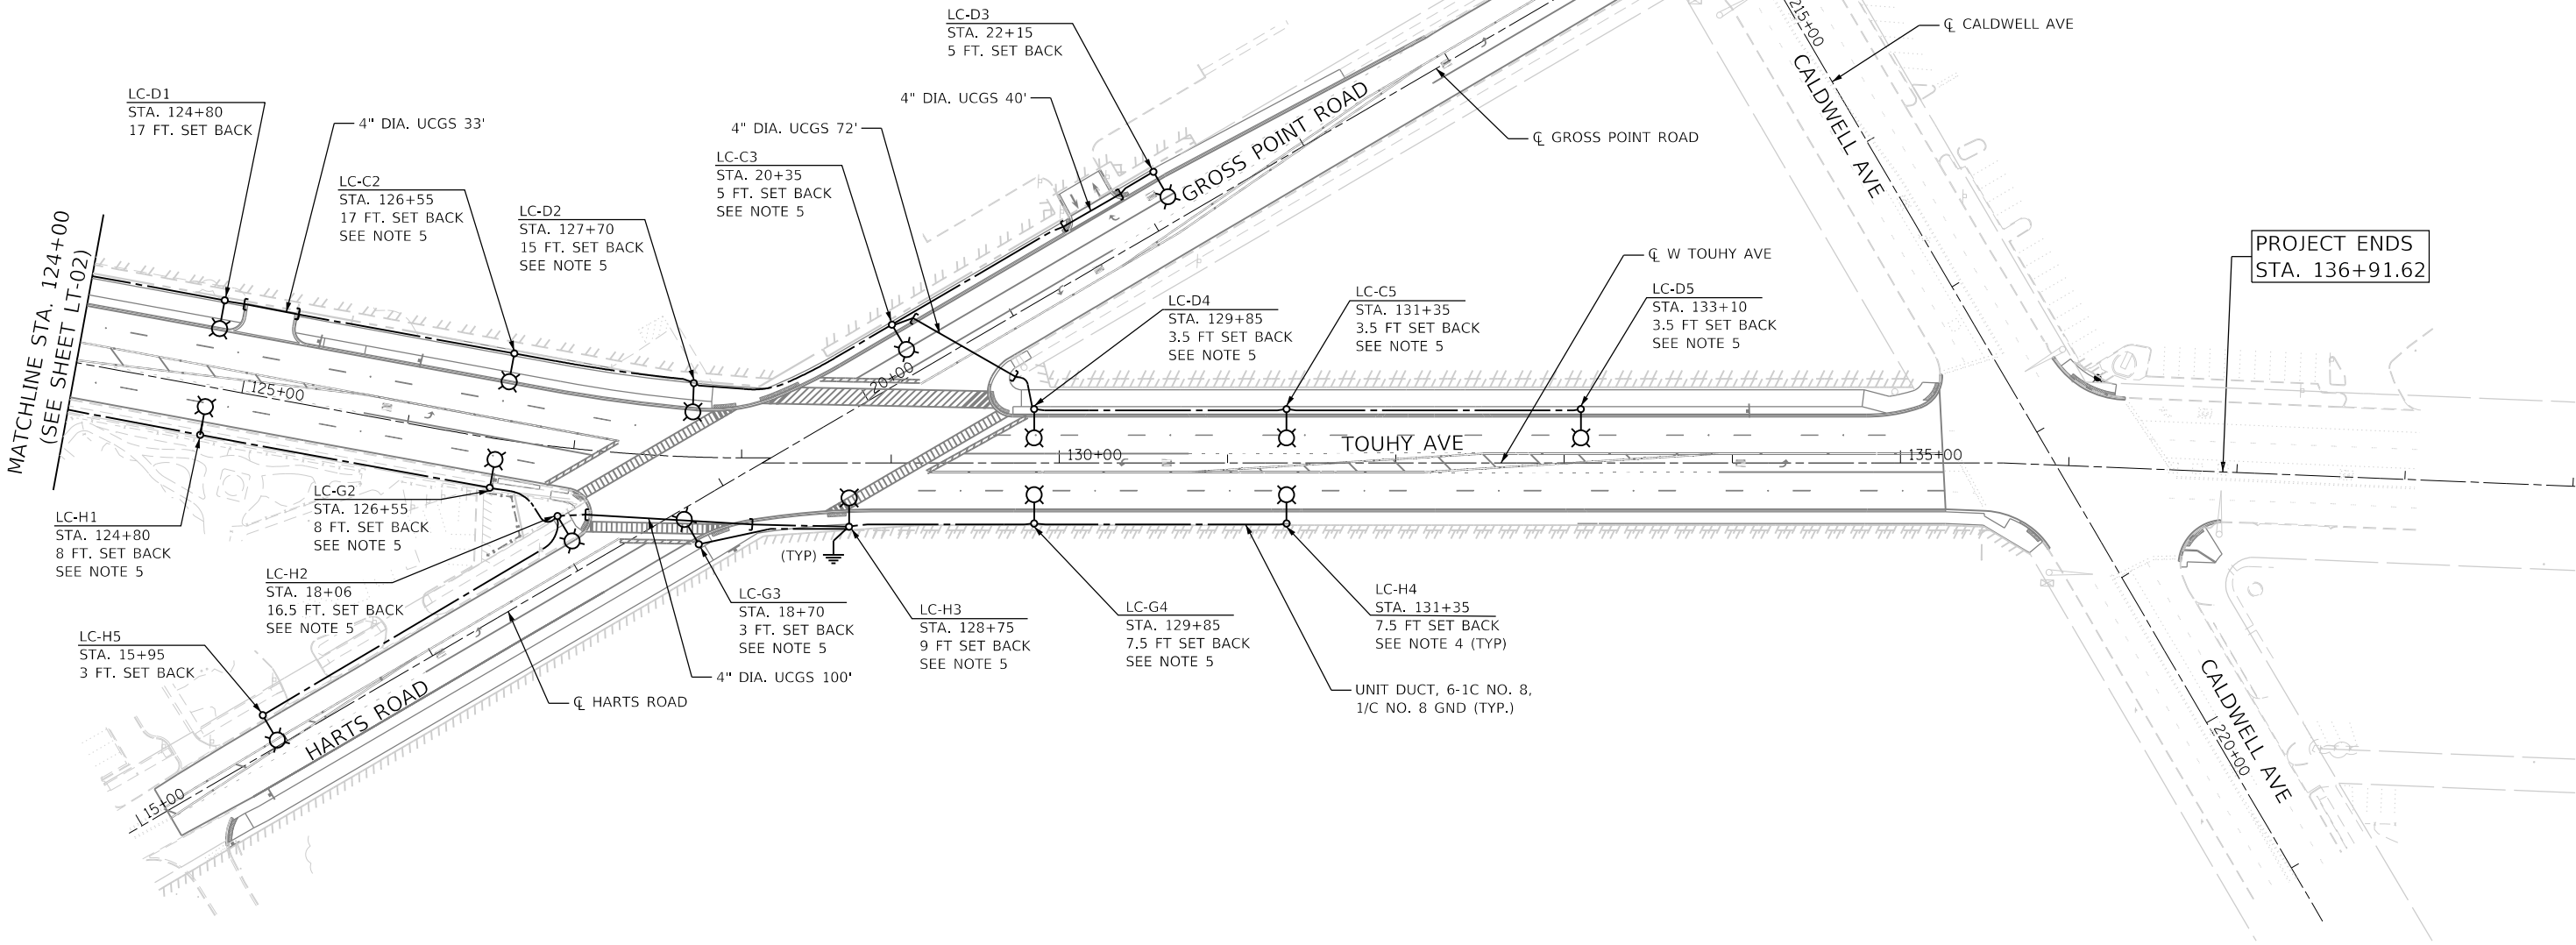 LC-D3
STA. 22+15
5 FT. SET BACK
215+00
℄ CALDWELL AVE
CALDWELL AVE
LC-D1
STA. 124+80
17 FT. SET BACK
4" DIA. UCGS 33'
4" DIA. UCGS 40'
4" DIA. UCGS 72'
GROSS POINT ROAD
℄ GROSS POINT ROAD
LC-C3
STA. 20+35
5 FT. SET BACK
SEE NOTE 5
LC-C2
STA. 126+55
17 FT. SET BACK
SEE NOTE 5
LC-D2
STA. 127+70
15 FT. SET BACK
SEE NOTE 5
MATCHLINE STA. 124+00
(SEE SHEET LT-02)
℄ W TOUHY AVE
PROJECT ENDS
STA. 136+91.62
LC-D4
STA. 129+85
3.5 FT SET BACK
SEE NOTE 5
LC-C5
STA. 131+35
3.5 FT SET BACK
SEE NOTE 5
LC-D5
STA. 133+10
3.5 FT SET BACK
SEE NOTE 5
125+00
20+00
TOUHY AVE
130+00
135+00
LC-H1
STA. 124+80
8 FT. SET BACK
SEE NOTE 5
LC-G2
STA. 126+55
8 FT. SET BACK
SEE NOTE 5
(TYP)
LC-H2
STA. 18+06
16.5 FT. SET BACK
SEE NOTE 5
LC-G3
STA. 18+70
3 FT. SET BACK
SEE NOTE 5
LC-H3
STA. 128+75
9 FT SET BACK
SEE NOTE 5
LC-G4
STA. 129+85
7.5 FT SET BACK
SEE NOTE 5
LC-H4
STA. 131+35
7.5 FT SET BACK
SEE NOTE 4 (TYP)
LC-H5
STA. 15+95
3 FT. SET BACK
4" DIA. UCGS 100'
℄ HARTS ROAD
HARTS ROAD
UNIT DUCT, 6-1C NO. 8,
1/C NO. 8 GND (TYP.)
15+00
CALDWELL AVE
220+00